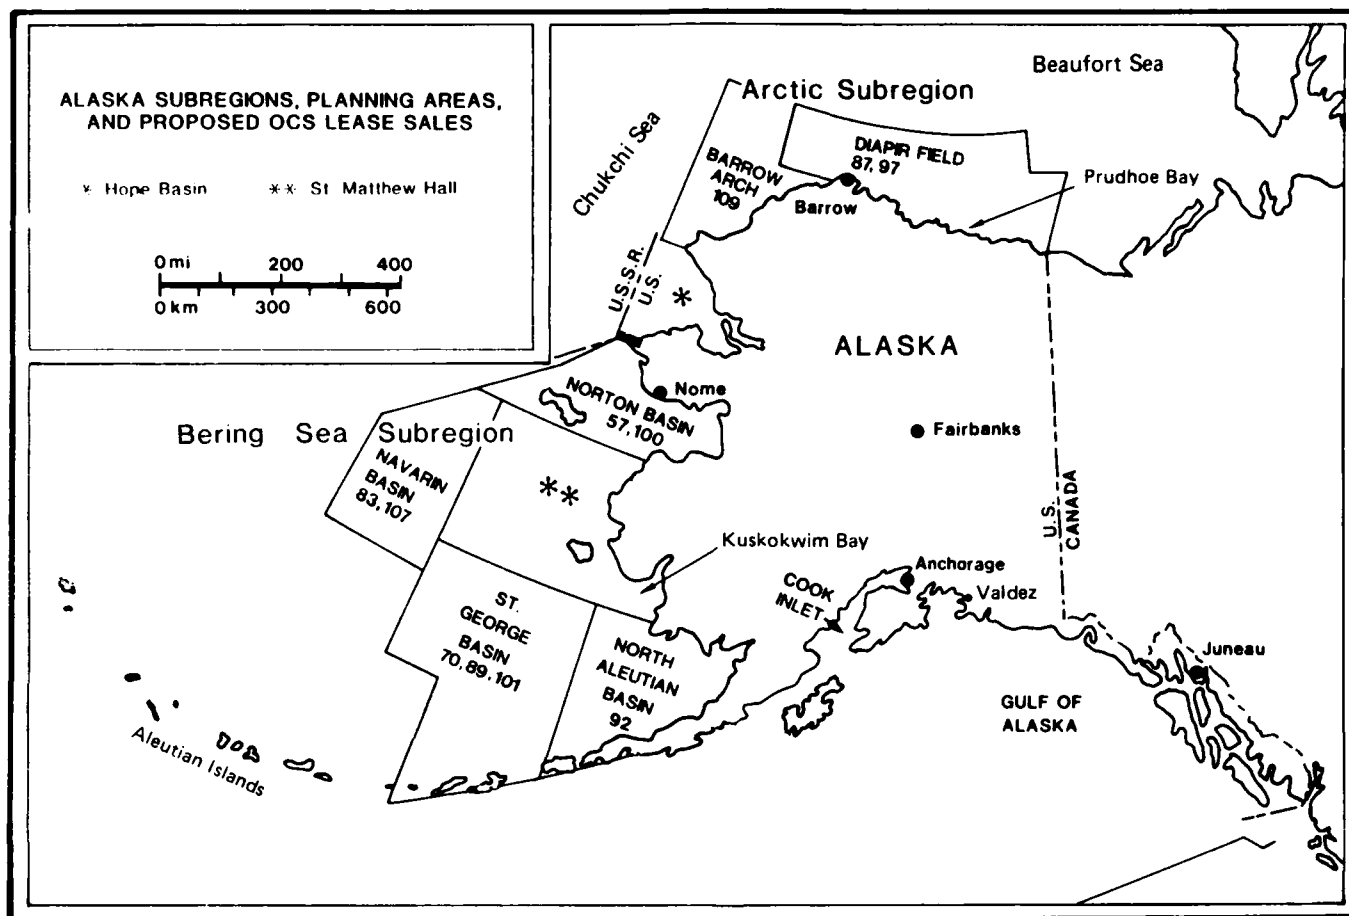 ALASKA SUBREGIONS, PLANNING AREAS,
AND PROPOSED OCS LEASE SALES
* Hope Basin
** St Matthew Hall
0 mi 200 400
0 km 300 600
Beaufort Sea
Arctic Subregion
Chukchi Sea
DIAPIR FIELD
87, 97
BARROW
ARCH
109
Prudhoe Bay
Barrow
U.S.S.R.
U.S.
*
ALASKA
Nome
NORTON BASIN
57,100
Fairbanks
Bering Sea Subregion
NAVARIN
BASIN
83,107
**
U.S.
CANADA
Kuskokwim Bay
Anchorage
COOK
INLET
Valdez
ST.
GEORGE
BASIN
70,89,101
NORTH
ALEUTIAN
BASIN
92
Juneau
GULF OF
ALASKA
Aleutian Islands